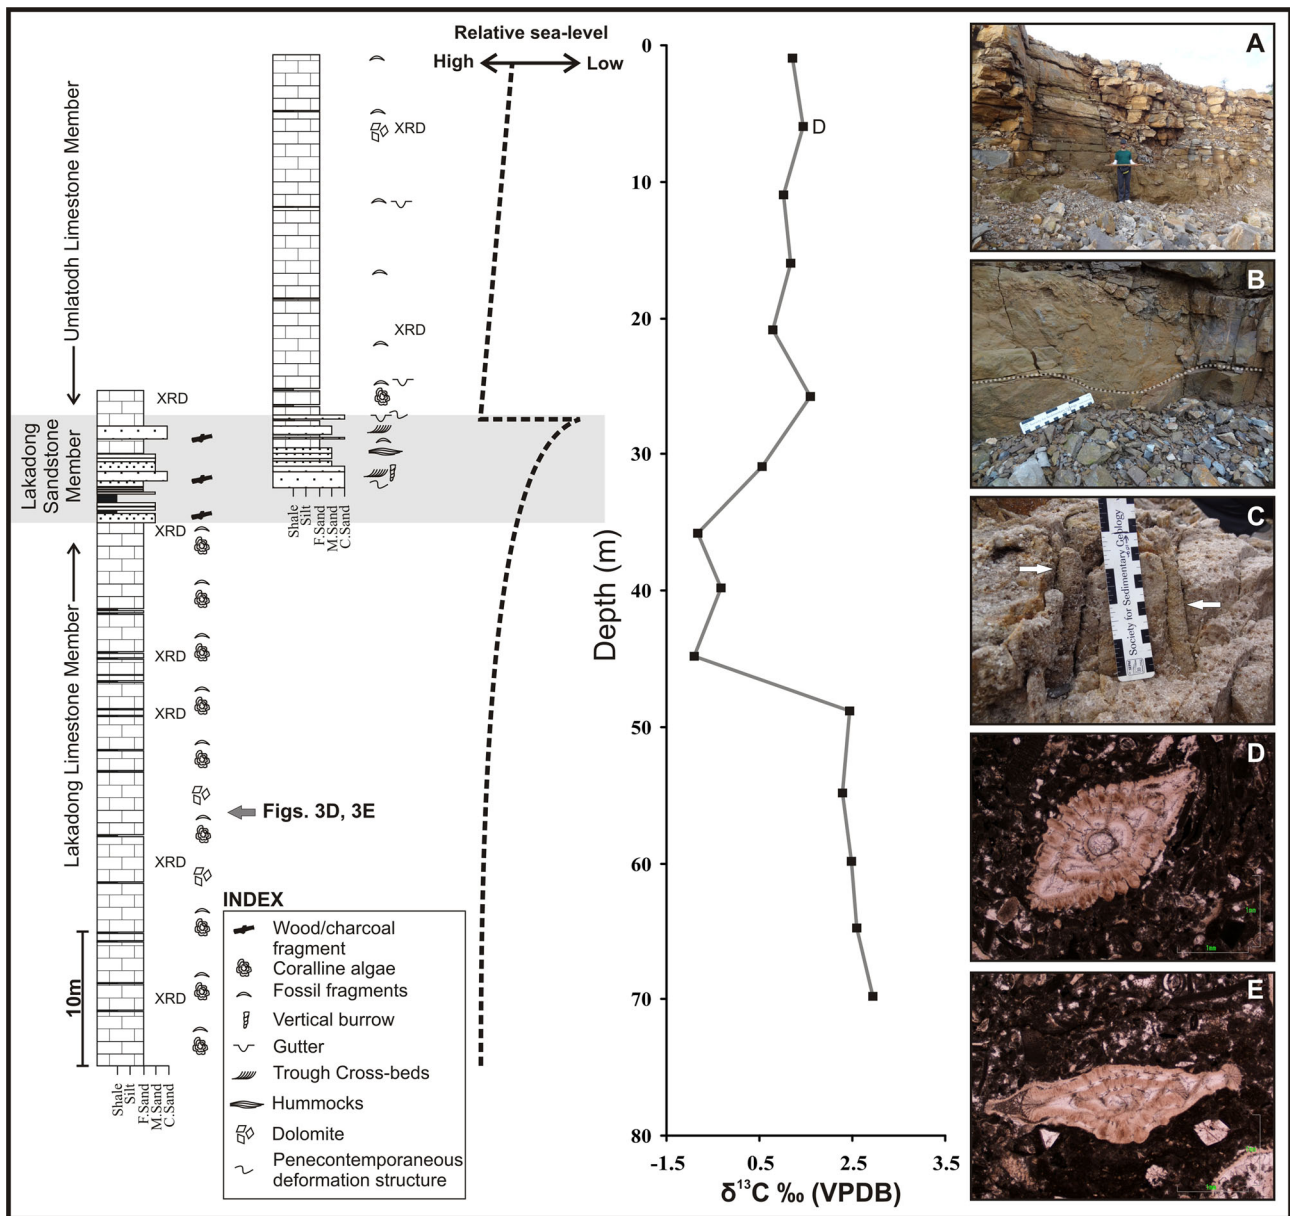 Relative sea-level
High
Low
Umlatodh Limestone Member
XRD
XRD
XRD
Lakadong
Sandstone
Member
Shale
Silt
F.Sand
M.Sand
C.Sand
XRD
Lakadong Limestone Member
XRD
XRD
Figs. 3D, 3E
XRD
XRD
10m
Shale
Silt
F.Sand
M.Sand
C.Sand
INDEX
Wood/charcoal
fragment
Coralline algae
Fossil fragments
Vertical burrow
Gutter
Trough Cross-beds
Hummocks
Dolomite
Penecontemporaneous
deformation structure
0
10
20
30
40
50
60
70
80
Depth (m)
D
-1.5
0.5
1.5
2.5
3.5
δ¹³C ‰ (VPDB)
A
B
C
Society for Sedimentary Geology
D
1mm
1mm
E
1mm